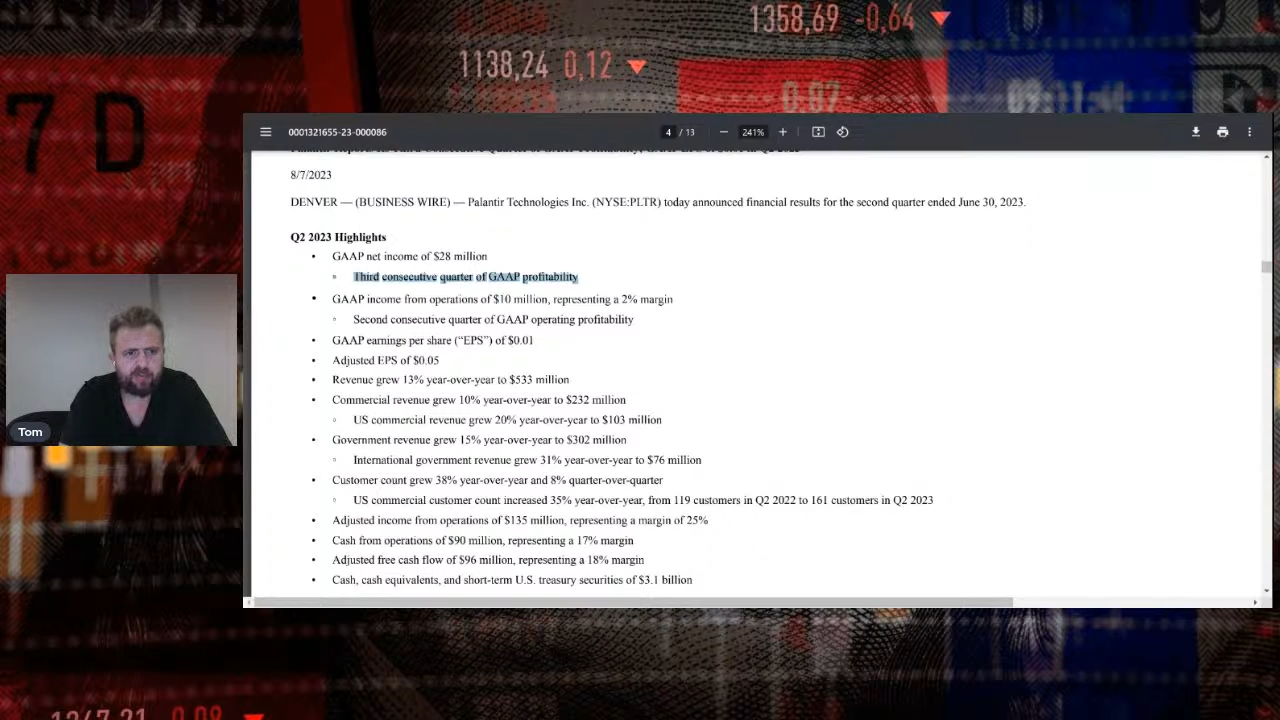 1358,69 -0,64
1138,24 0,12
0.07
7 D
0001321655-23-000086
4 / 13
241%
8/7/2023
DENVER — (BUSINESS WIRE) — Palantir Technologies Inc. (NYSE:PLTR) today announced financial results for the second quarter ended June 30, 2023.
Q2 2023 Highlights
• GAAP net income of $28 million
◦ Third consecutive quarter of GAAP profitability
• GAAP income from operations of $10 million, representing a 2% margin
◦ Second consecutive quarter of GAAP operating profitability
• GAAP earnings per share (“EPS”) of $0.01
• Adjusted EPS of $0.05
• Revenue grew 13% year-over-year to $533 million
• Commercial revenue grew 10% year-over-year to $232 million
◦ US commercial revenue grew 20% year-over-year to $103 million
• Government revenue grew 15% year-over-year to $302 million
◦ International government revenue grew 31% year-over-year to $76 million
• Customer count grew 38% year-over-year and 8% quarter-over-quarter
◦ US commercial customer count increased 35% year-over-year, from 119 customers in Q2 2022 to 161 customers in Q2 2023
• Adjusted income from operations of $135 million, representing a margin of 25%
• Cash from operations of $90 million, representing a 17% margin
• Adjusted free cash flow of $96 million, representing a 18% margin
• Cash, cash equivalents, and short-term U.S. treasury securities of $3.1 billion
Tom